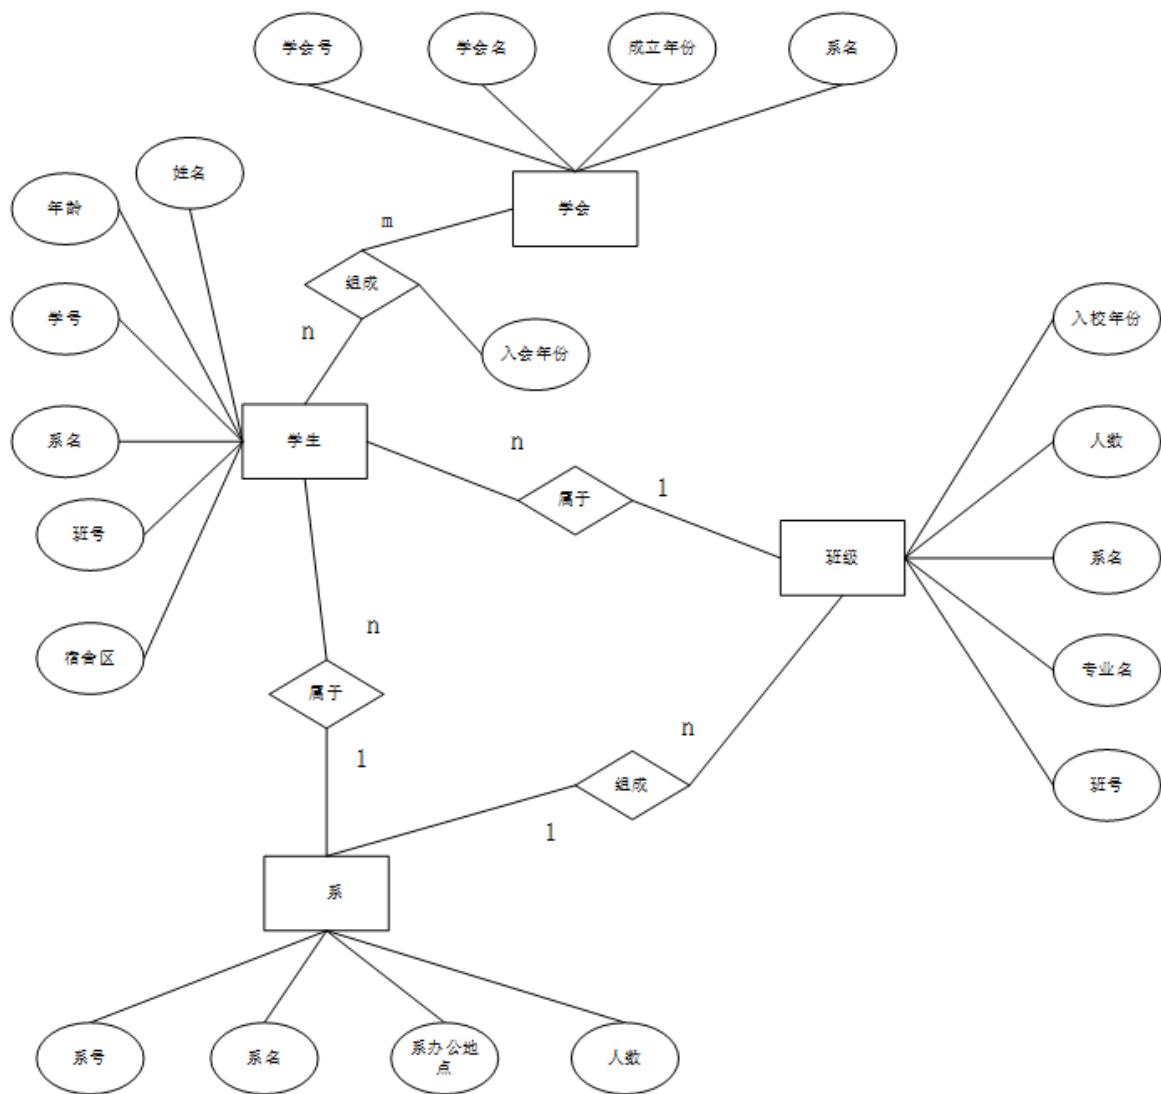 学会号
学会名
成立年份
系名
姓名
年龄
学会
m
组成
学号
入校年份
n
入会年份
系名
学生
n
人数
1
属于
班号
班级
系名
n
宿舍区
专业名
属于
n
1
组成
班号
1
系
系号
系名
系办公地
点
人数